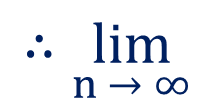 ∴ lim
n → ∞